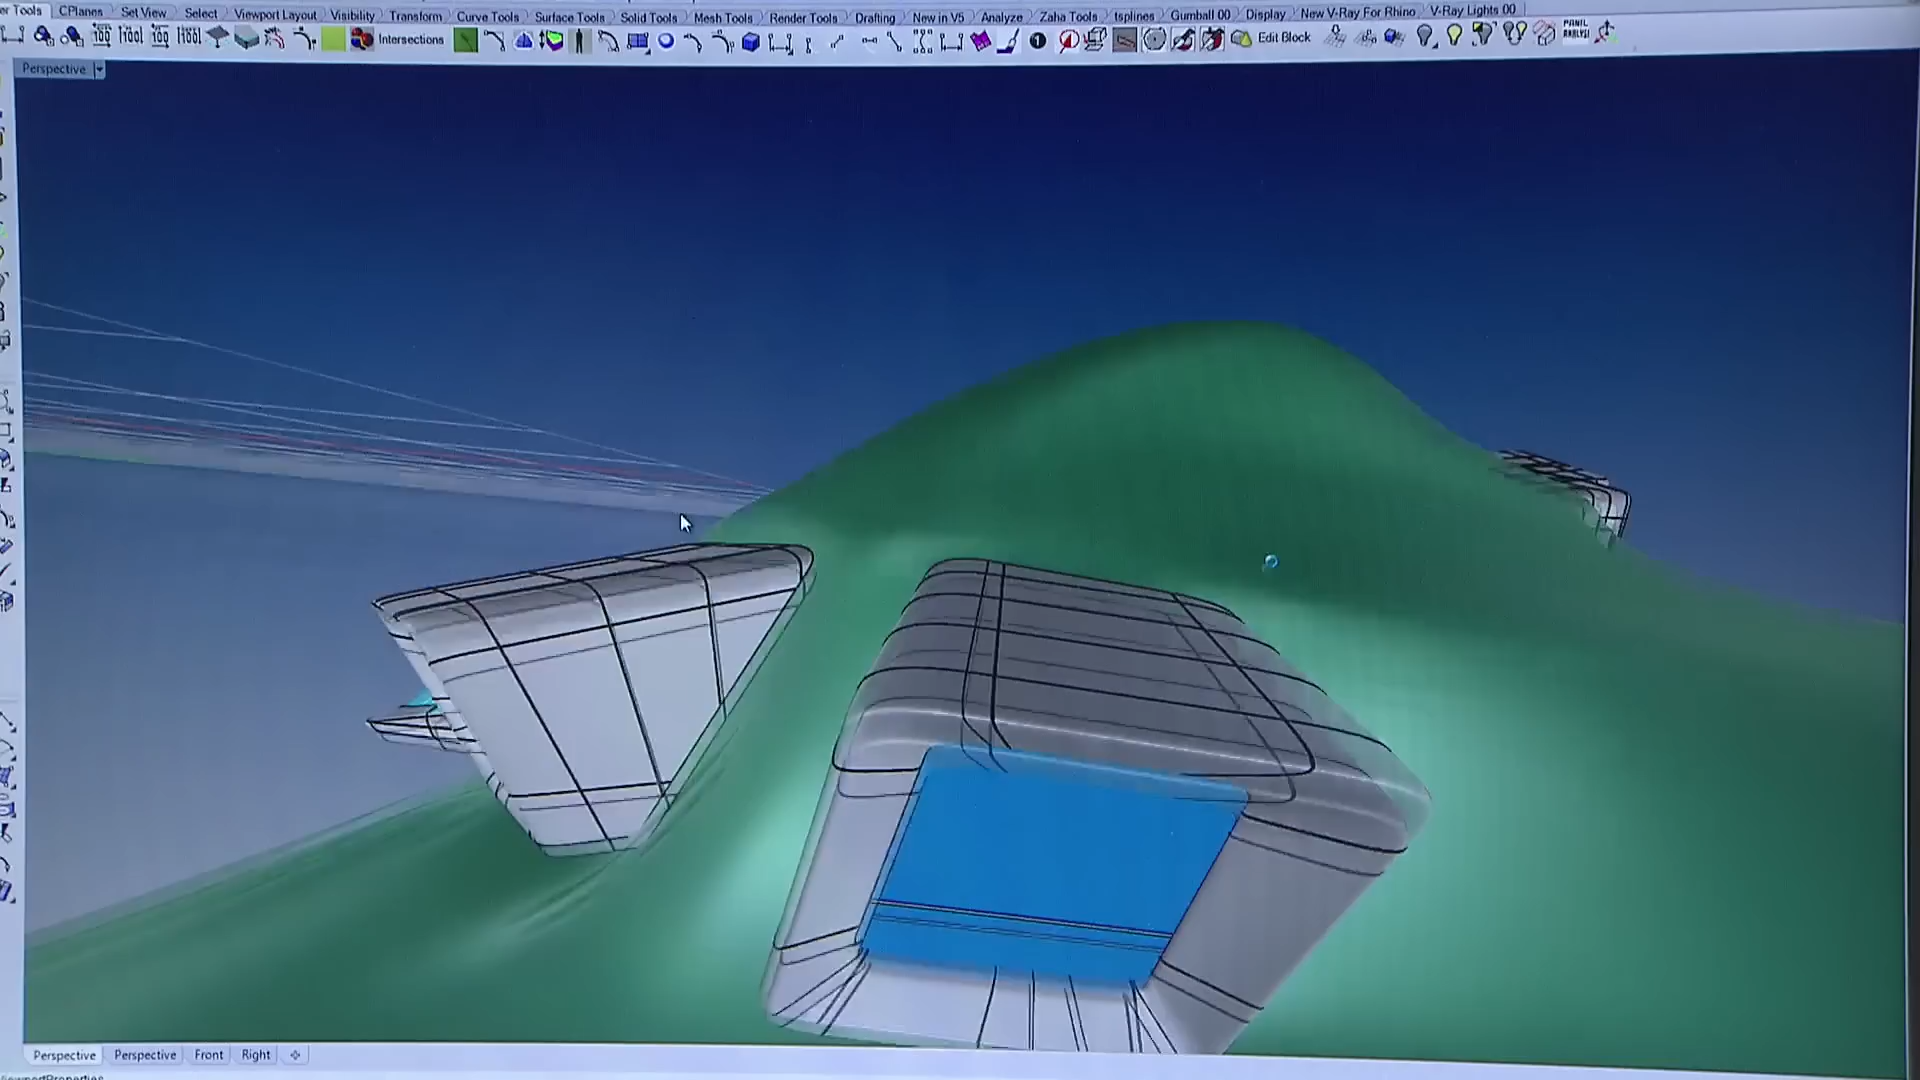 er Tools CPlanes Set View Select Viewport Layout Visibility Transform Curve Tools Surface Tools Solid Tools Mesh Tools Render Tools Drafting New in V5 Analyze Zaha Tools tsplines Gumball 00 Display New V-Ray For Rhino V-Ray Lights 00
Intersections
Edit Block
Perspective
Perspective Perspective Front Right